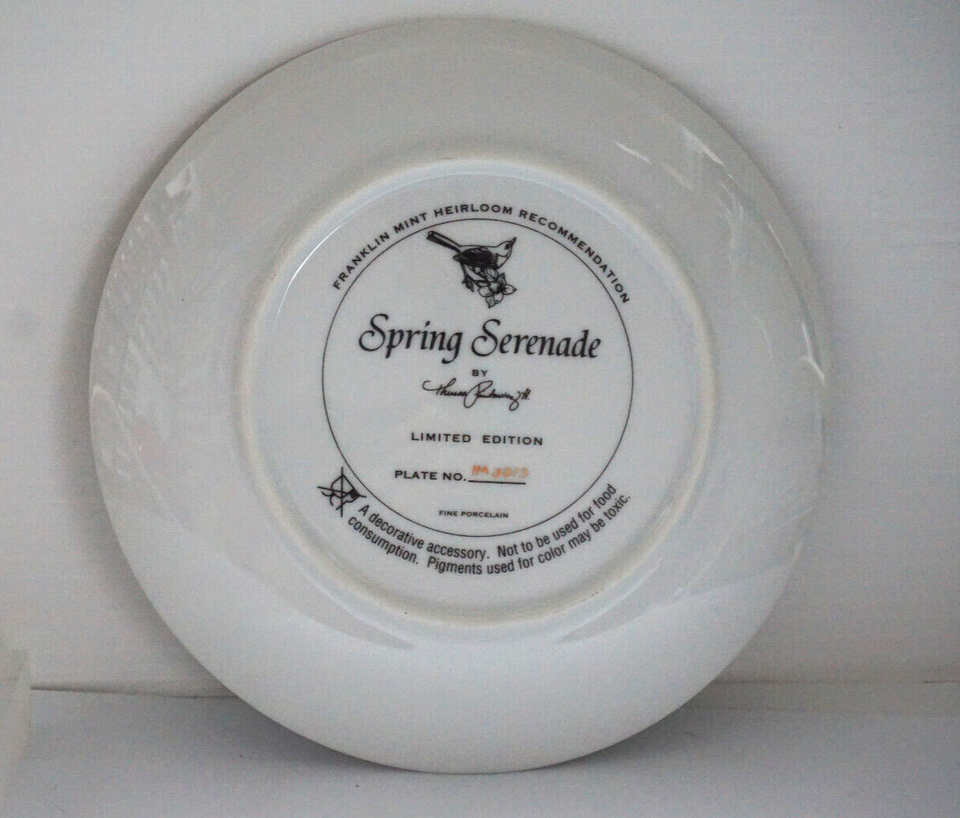 FRANKLIN MINT HEIRLOOM RECOMMENDATION
Spring Serenade
BY
LIMITED EDITION
PLATE NO.
FINE PORCELAIN
A decorative accessory. Not to be used for food
consumption. Pigments used for color may be toxic.